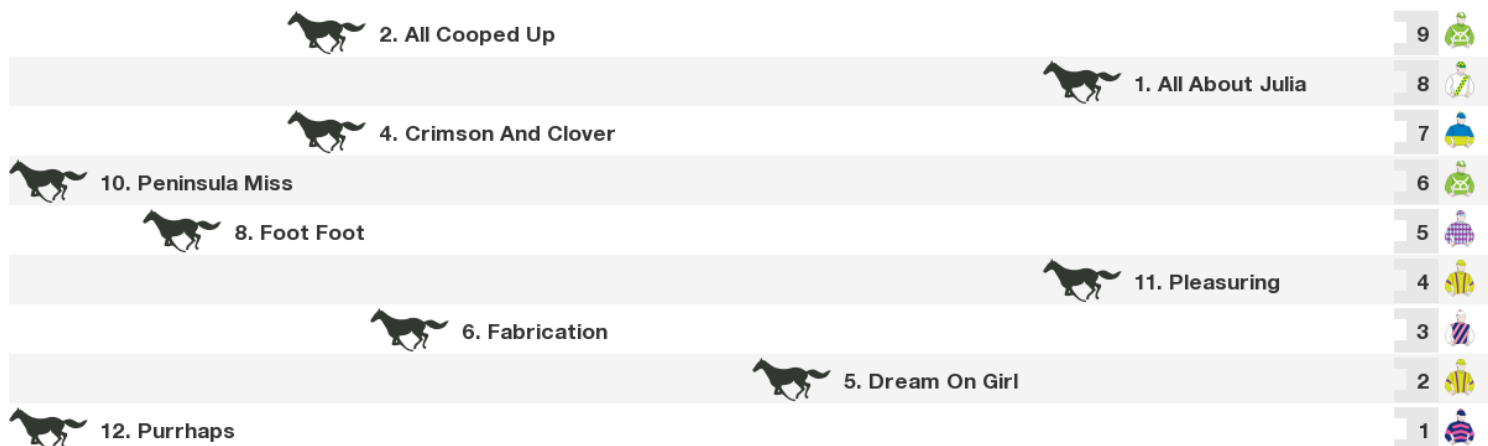 2. All Cooped Up 9
1. All About Julia 8
4. Crimson And Clover 7
10. Peninsula Miss 6
8. Foot Foot 5
11. Pleasuring 4
6. Fabrication 3
5. Dream On Girl 2
12. Purrhaps 1